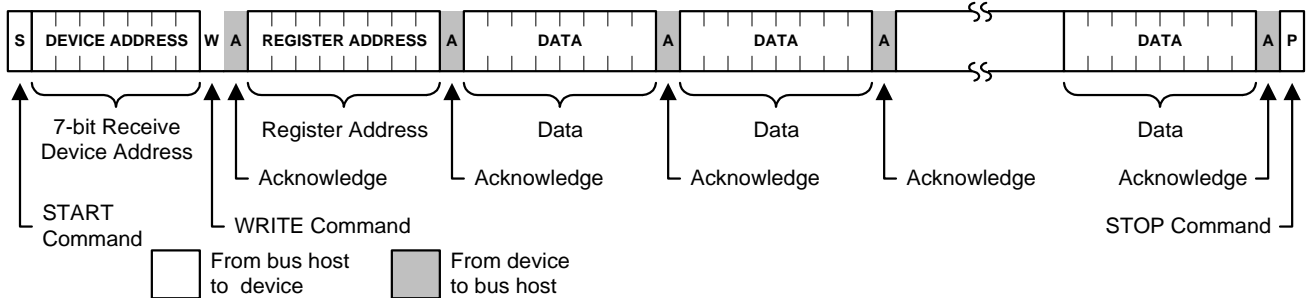 S DEVICE ADDRESS W A REGISTER ADDRESS A DATA A DATA A DATA A P
7-bit Receive
Device Address
Register Address
Data
Data
Data
Acknowledge
Acknowledge
Acknowledge
Acknowledge
Acknowledge
START
Command
WRITE Command
STOP Command
From bus host
to device
From device
to bus host